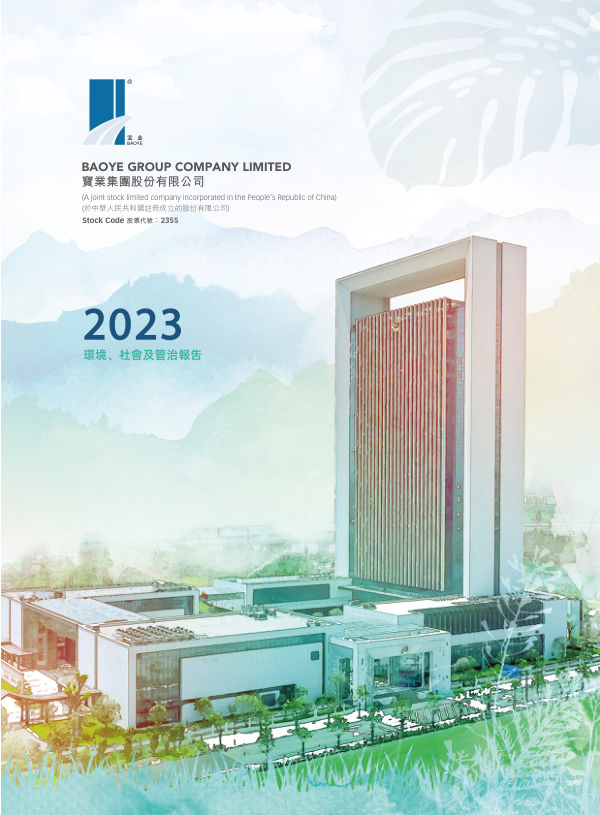 ®
宝业
BAOYE
BAOYE GROUP COMPANY LIMITED
寶業集團股份有限公司
(A joint stock limited company incorporated in the People's Republic of China)
(於中華人民共和國註冊成立的股份有限公司)
Stock Code 股票代號：2355
2023
環境、社會及管治報告